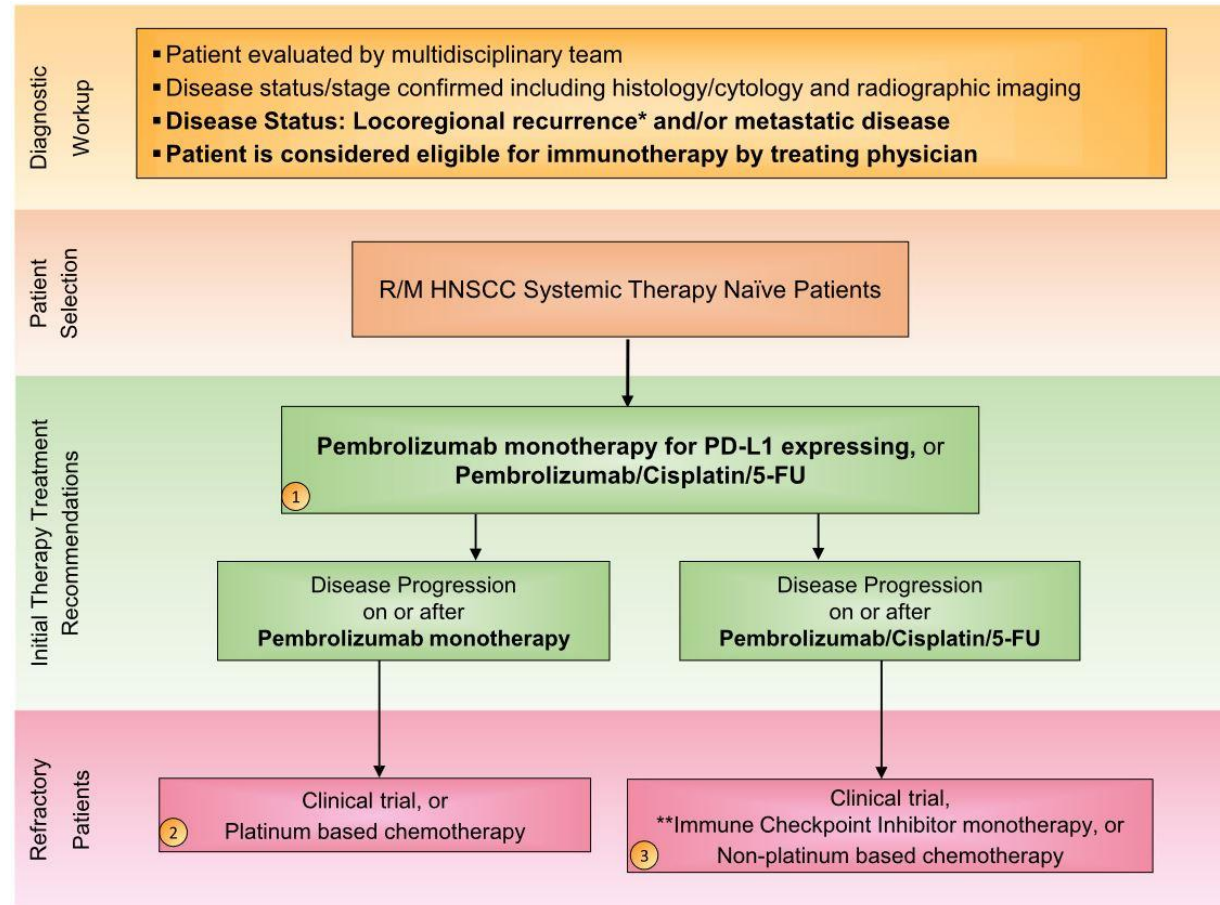 Diagnostic
Workup
▪ Patient evaluated by multidisciplinary team
▪ Disease status/stage confirmed including histology/cytology and radiographic imaging
▪ Disease Status: Locoregional recurrence* and/or metastatic disease
▪ Patient is considered eligible for immunotherapy by treating physician
Patient
Selection
R/M HNSCC Systemic Therapy Naïve Patients
Initial Therapy Treatment
Recommendations
Pembrolizumab monotherapy for PD-L1 expressing, or
Pembrolizumab/Cisplatin/5-FU
1
Disease Progression
on or after
Pembrolizumab monotherapy
Disease Progression
on or after
Pembrolizumab/Cisplatin/5-FU
Refractory
Patients
Clinical trial, or
Platinum based chemotherapy
2
Clinical trial,
**Immune Checkpoint Inhibitor monotherapy, or
Non-platinum based chemotherapy
3